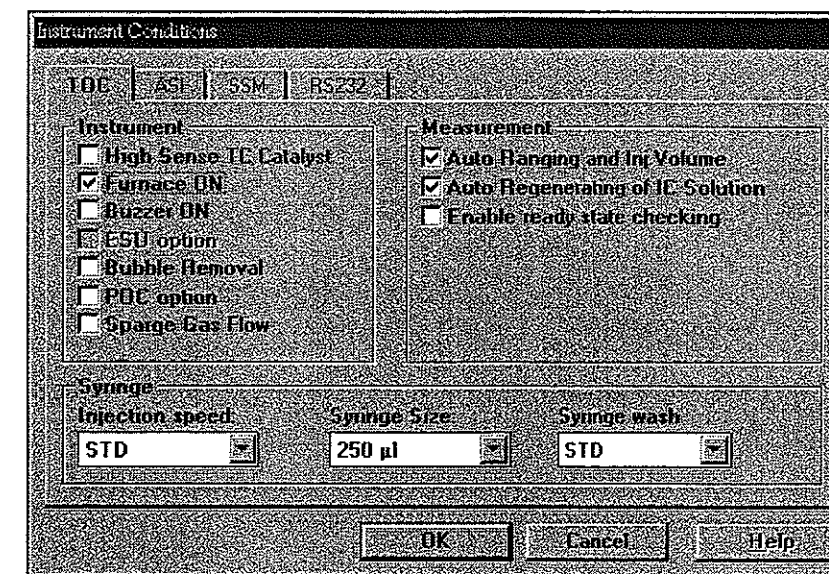 Instrument Conditions
TOC ASI SSM RS232
Instrument
High Sense TC Catalyst
Furnace ON
Buzzer ON
ESU option
Bubble Removal
POC option
Sparge Gas Flow
Measurement
Auto Ranging and Inj Volume
Auto Regenerating of IC Solution
Enable ready state checking
Syringe
Injection speed Syringe Size Syringe wash
STD 250 µl STD
OK Cancel Help